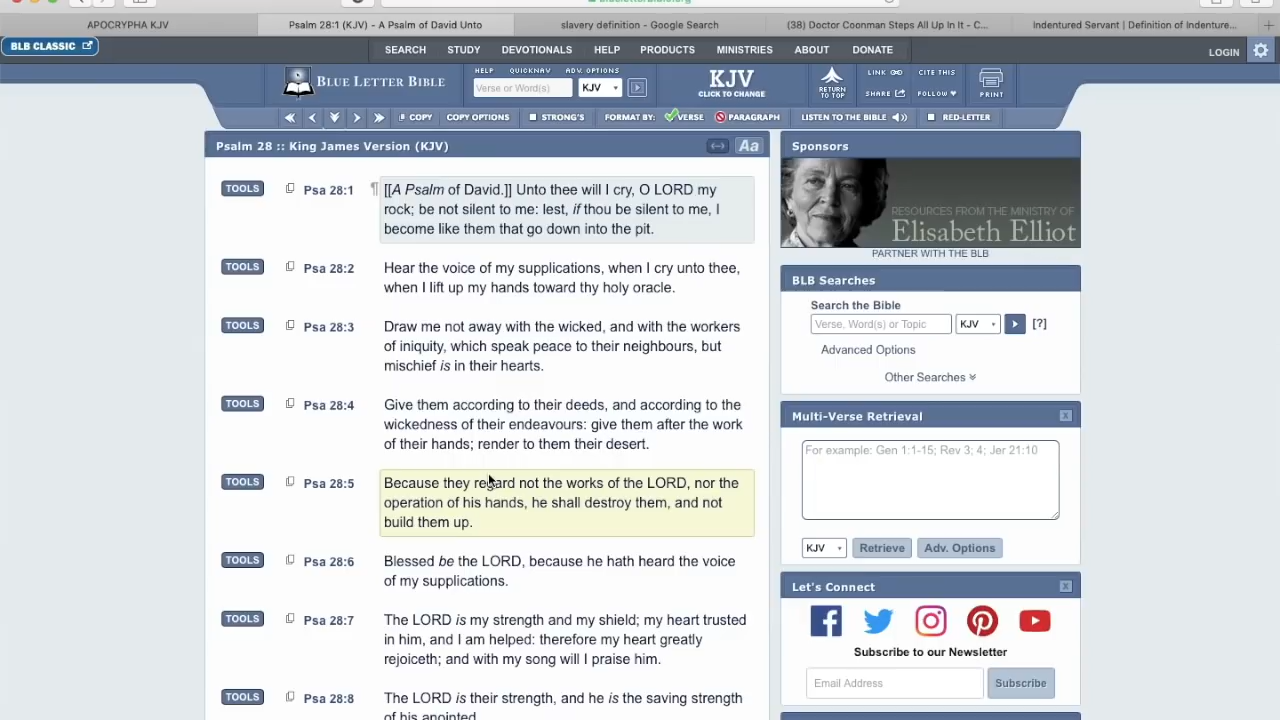 APOCRYPHA KJV
Psalm 28:1 (KJV) - A Psalm of David Unto
slavery definition - Google Search
(38) Doctor Coonman Steps All Up In It - C...
Indentured Servant | Definition of Indenture...
BLB CLASSIC
SEARCH STUDY DEVOTIONALS HELP PRODUCTS MINISTRIES ABOUT DONATE
LOGIN
BLUE LETTER BIBLE
HELP QUICKNAV ADV. OPTIONS
Verse or Word(s) KJV
KJV
CLICK TO CHANGE
RETURN
TO TOP
LINK CITE THIS
SHARE FOLLOW
PRINT
COPY COPY OPTIONS STRONG'S FORMAT BY: VERSE PARAGRAPH LISTEN TO THE BIBLE RED-LETTER
Psalm 28 :: King James Version (KJV) Aa
TOOLS Psa 28:1 ¶ [[A Psalm of David.]] Unto thee will I cry, O LORD my
rock; be not silent to me: lest, if thou be silent to me, I
become like them that go down into the pit.
TOOLS Psa 28:2 Hear the voice of my supplications, when I cry unto thee,
when I lift up my hands toward thy holy oracle.
TOOLS Psa 28:3 Draw me not away with the wicked, and with the workers
of iniquity, which speak peace to their neighbours, but
mischief is in their hearts.
TOOLS Psa 28:4 Give them according to their deeds, and according to the
wickedness of their endeavours: give them after the work
of their hands; render to them their desert.
TOOLS Psa 28:5 Because they regard not the works of the LORD, nor the
operation of his hands, he shall destroy them, and not
build them up.
TOOLS Psa 28:6 Blessed be the LORD, because he hath heard the voice
of my supplications.
TOOLS Psa 28:7 The LORD is my strength and my shield; my heart trusted
in him, and I am helped: therefore my heart greatly
rejoiceth; and with my song will I praise him.
TOOLS Psa 28:8 The LORD is their strength, and he is the saving strength
of his anointed.
Sponsors
RESOURCES FROM THE MINISTRY OF
Elisabeth Elliot
PARTNER WITH THE BLB
BLB Searches
Search the Bible
Verse, Word(s) or Topic KJV [?]
Advanced Options
Other Searches
Multi-Verse Retrieval
For example: Gen 1:1-15; Rev 3; 4; Jer 21:10
KJV Retrieve Adv. Options
Let's Connect
Subscribe to our Newsletter
Email Address Subscribe